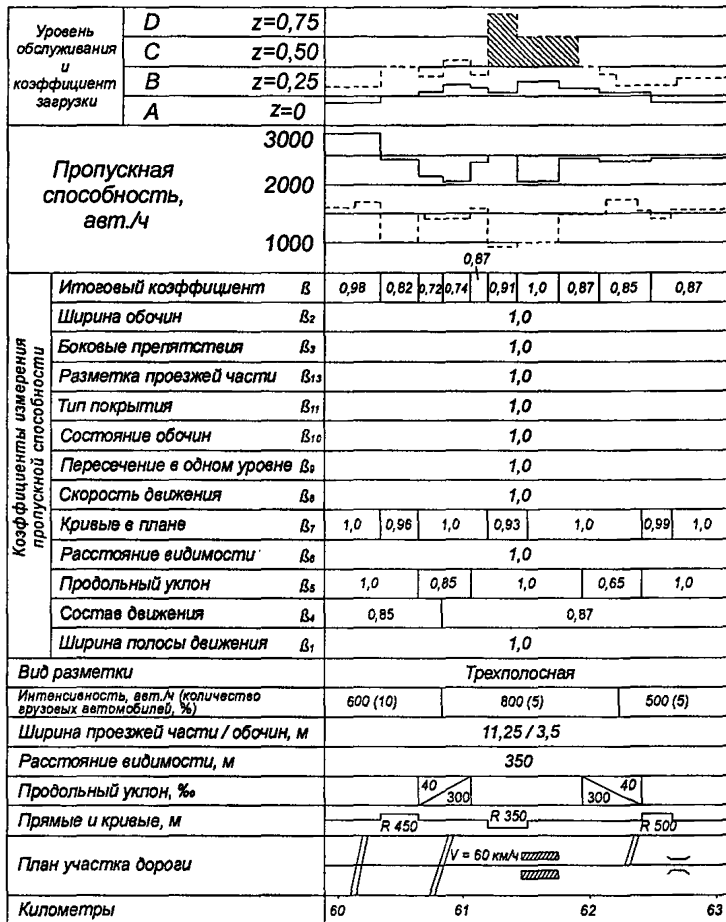 Уровень обслуживания и коэффициент загрузки
D z=0,75
C z=0,50
B z=0,25
A z=0
Пропускная способность, авт./ч
3000
2000
1000
0,87
Коэффициенты измерения пропускной способности
Итоговый коэффициент ß 0,98 0,82 0,72 0,74 0,91 1,0 0,87 0,85 0,87
Ширина обочин ß2 1,0
Боковые препятствия ß3 1,0
Разметка проезжей части ß13 1,0
Тип покрытия ß11 1,0
Состояние обочин ß10 1,0
Пересечение в одном уровне ß9 1,0
Скорость движения ß8 1,0
Кривые в плане ß7 1,0 0,96 1,0 0,93 1,0 0,99 1,0
Расстояние видимости ß6 1,0
Продольный уклон ß5 1,0 0,85 1,0 0,65 1,0
Состав движения ß4 0,85 0,87
Ширина полосы движения ß1 1,0
Вид разметки Трехполосная
Интенсивность, авт./ч (количество
грузовых автомобилей, %) 600 (10) 800 (5) 500 (5)
Ширина проезжей части / обочин, м 11,25 / 3,5
Расстояние видимости, м 350
Продольный уклон, ‰ 40 300 300 40
Прямые и кривые, м R 450 R 350 R 500
План участка дороги V = 60 км/ч
Километры 60 61 62 63